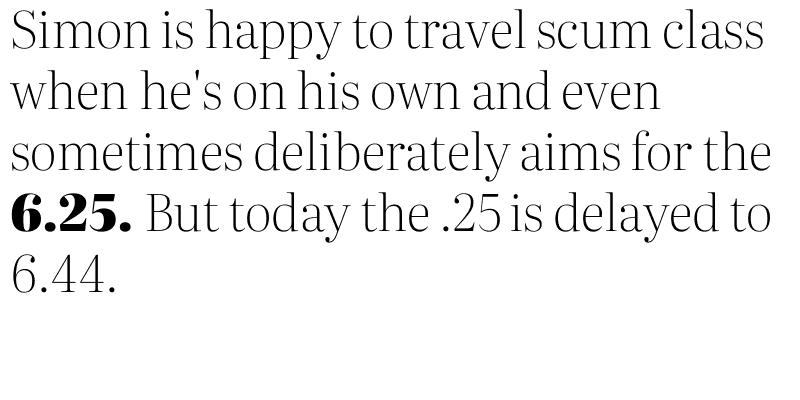 Simon is happy to travel scum class
when he's on his own and even
sometimes deliberately aims for the
6.25. But today the .25 is delayed to
6.44.